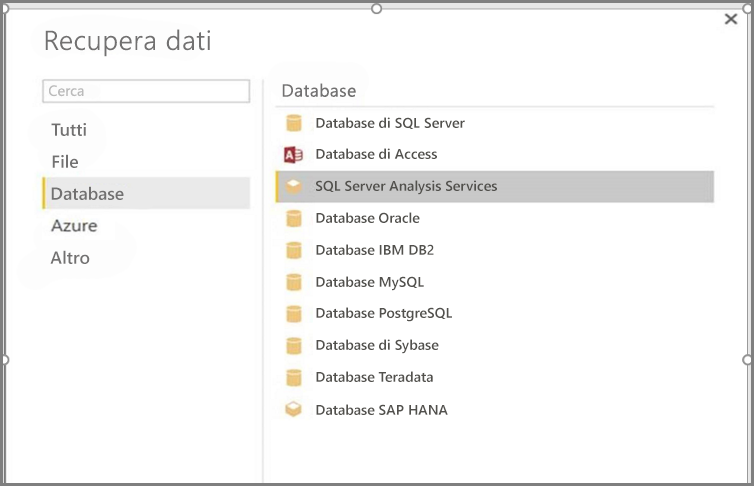 Recupera dati
Cerca
Tutti
File
Database
Azure
Altro
Database
Database di SQL Server
Database di Access
SQL Server Analysis Services
Database Oracle
Database IBM DB2
Database MySQL
Database PostgreSQL
Database di Sybase
Database Teradata
Database SAP HANA